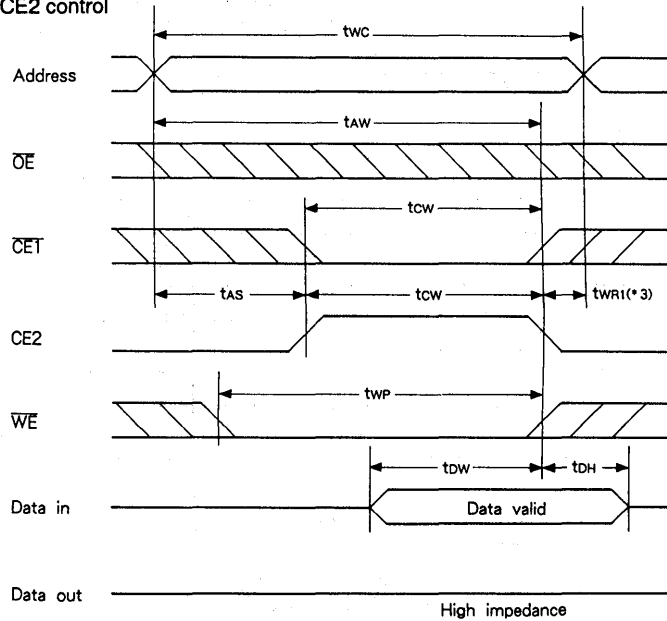 CE2 control
tWC
Address
tAW
OE
tCW
CE1
tAS
tCW
tWR1(*3)
CE2
tWP
WE
tDW
tDH
Data in
Data valid
Data out
High impedance